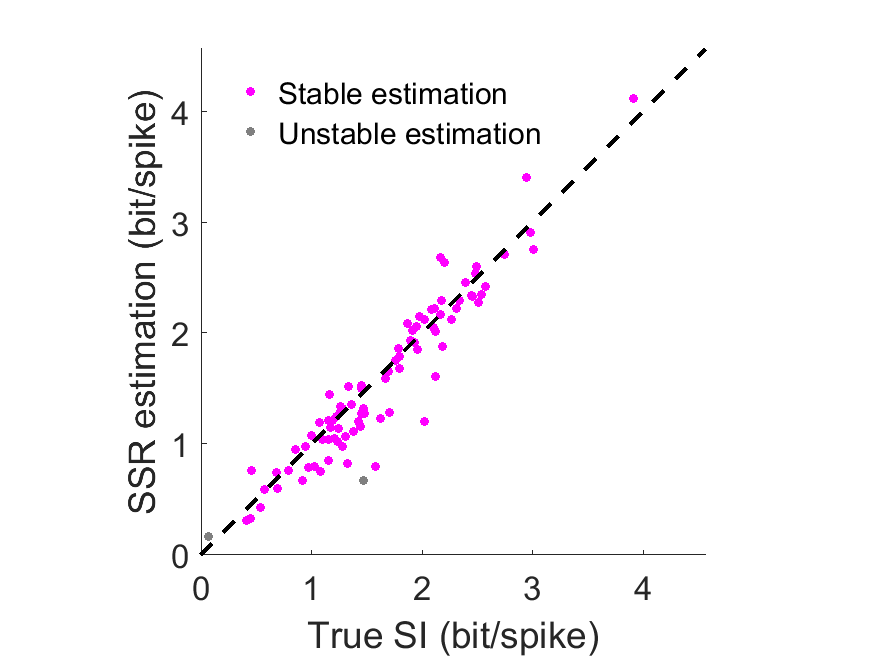 Stable estimation
Unstable estimation
SSR estimation (bit/spike)
4
3
2
1
0
0 1 2 3 4
True SI (bit/spike)